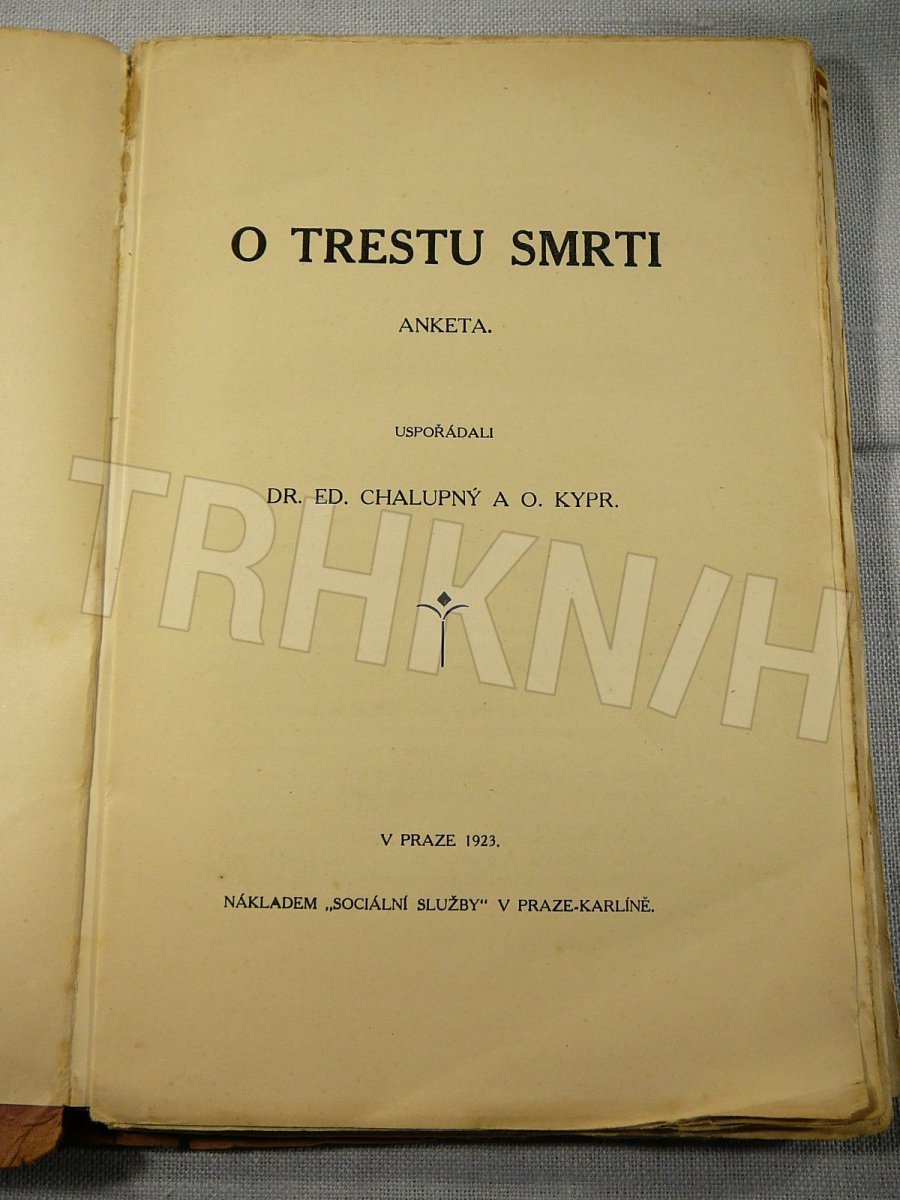 O TRESTU SMRTI
ANKETA.
USPOŘÁDALI
DR. ED. CHALUPNÝ A O. KYPR.
TRHKNIH
V PRAZE 1923.
NÁKLADEM „SOCIÁLNÍ SLUŽBY“ V PRAZE-KARLÍNĚ.